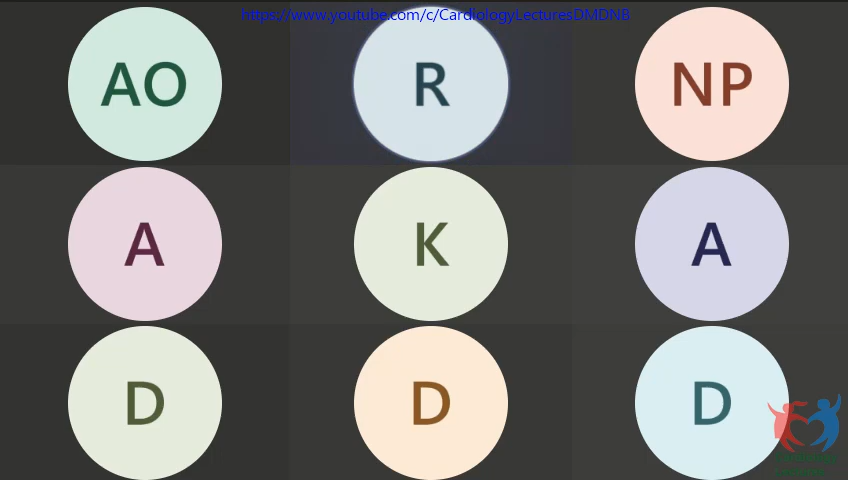 https://www.youtube.com/c/CardiologyLecturesDMDNB
AO R NP
A K A
D D D